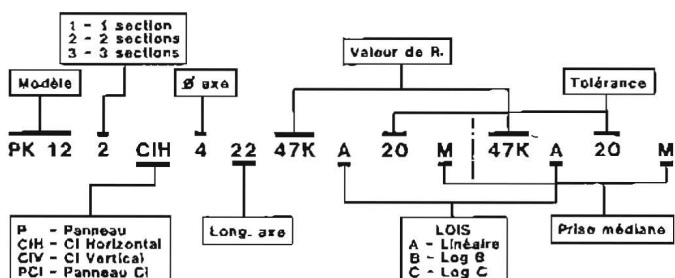 1 - 1 section
2 - 2 sections
3 - 3 sections
Valeur de R.
Modèle
Ø axe
Tolérance
PK 12 2 CIH 4 22 47K A 20 M 47K A 20 M
P - Panneau
CIH - CI Horizontal
CIV - CI Vertical
PCI - Panneau CI
Long. axe
LOIS
A - Linéaire
B - Log B
C - Log C
Prise médiane